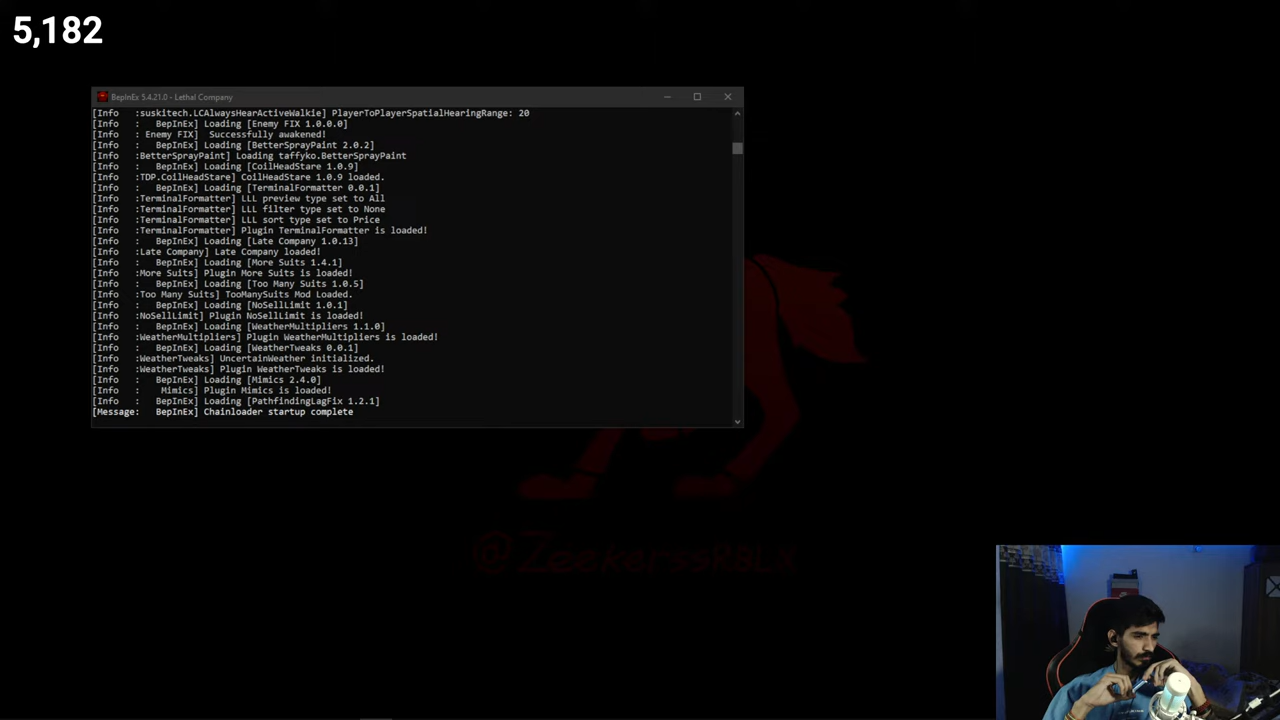 5,182
BepInEx 5.4.21.0 - Lethal Company
[Info   :suskitech.LCAlwaysHearActiveWalkie] PlayerToPlayerSpatialHearingRange: 20
[Info   :   BepInEx] Loading [Enemy FIX 1.0.0.0]
[Info   : Enemy FIX]  Successfully awakened!
[Info   :   BepInEx] Loading [BetterSprayPaint 2.0.2]
[Info   :BetterSprayPaint] Loading taffyko.BetterSprayPaint
[Info   :   BepInEx] Loading [CoilHeadStare 1.0.9]
[Info   :TDP.CoilHeadStare] CoilHeadStare 1.0.9 loaded.
[Info   :   BepInEx] Loading [TerminalFormatter 0.0.1]
[Info   :TerminalFormatter] LLL preview type set to All
[Info   :TerminalFormatter] LLL filter type set to None
[Info   :TerminalFormatter] LLL sort type set to Price
[Info   :TerminalFormatter] Plugin TerminalFormatter is loaded!
[Info   :   BepInEx] Loading [Late Company 1.0.13]
[Info   :Late Company] Late Company loaded!
[Info   :   BepInEx] Loading [More Suits 1.4.1]
[Info   :More Suits] Plugin More Suits is loaded!
[Info   :   BepInEx] Loading [Too Many Suits 1.0.5]
[Info   :Too Many Suits] TooManySuits Mod Loaded.
[Info   :   BepInEx] Loading [NoSellLimit 1.0.1]
[Info   :NoSellLimit] Plugin NoSellLimit is loaded!
[Info   :   BepInEx] Loading [WeatherMultipliers 1.1.0]
[Info   :WeatherMultipliers] Plugin WeatherMultipliers is loaded!
[Info   :   BepInEx] Loading [WeatherTweaks 0.0.1]
[Info   :WeatherTweaks] UncertainWeather initialized.
[Info   :WeatherTweaks] Plugin WeatherTweaks is loaded!
[Info   :   BepInEx] Loading [Mimics 2.4.0]
[Info   :    Mimics] Plugin Mimics is loaded!
[Info   :   BepInEx] Loading [PathfindingLagFix 1.2.1]
[Message:   BepInEx] Chainloader startup complete
@ZeekerssRBLX